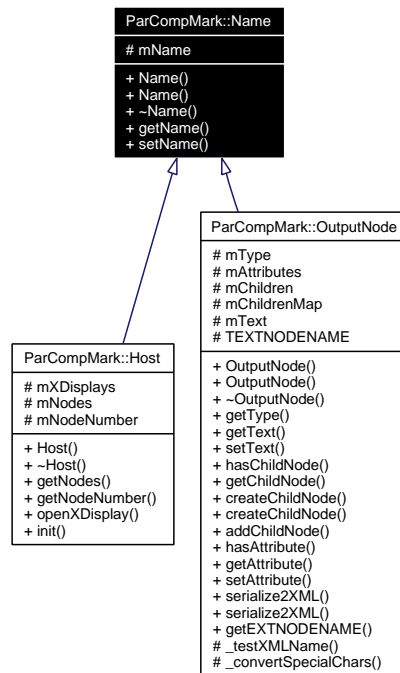 ParCompMark::Name
# mName
+ Name()
+ Name()
+ ~Name()
+ getName()
+ setName()
ParCompMark::Host
# mXDisplays
# mNodes
# mNodeNumber
+ Host()
+ ~Host()
+ getNodes()
+ getNodeNumber()
+ openXDisplay()
+ init()
ParCompMark::OutputNode
# mType
# mAttributes
# mChildren
# mChildrenMap
# mText
# TEXTNODENAME
+ OutputNode()
+ OutputNode()
+ ~OutputNode()
+ getType()
+ getText()
+ setText()
+ hasChildNode()
+ getChildNode()
+ createChildNode()
+ createChildNode()
+ addChildNode()
+ hasAttribute()
+ getAttribute()
+ setAttribute()
+ serialize2XML()
+ serialize2XML()
+ getEXTNODENAME()
# _testXMLName()
# _convertSpecialChars()